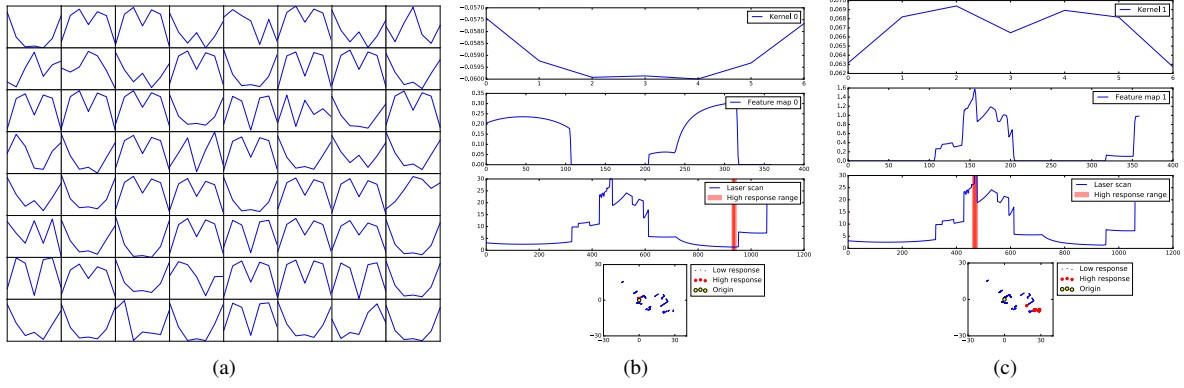 Kernel 0
−0.0570
−0.0575
−0.0580
−0.0585
−0.0590
−0.0595
−0.0600
0 1 2 3 4 5 6
Feature map 0
0.35
0.30
0.25
0.20
0.15
0.10
0.05
0.00
0 50 100 150 200 250 300 350 400
Laser scan
High response range
30
25
20
15
10
5
0
0 200 400 600 800 1000 1200
Low response
High response
Origin
30
0
−30
−30 0 30
Kernel 1
0.070
0.069
0.068
0.067
0.066
0.065
0.064
0.063
0.062
0 1 2 3 4 5 6
Feature map 1
1.6
1.4
1.2
1.0
0.8
0.6
0.4
0.2
0.0
0 50 100 150 200 250 300 350 400
Laser scan
High response range
30
25
20
15
10
5
0
0 200 400 600 800 1000 1200
Low response
High response
Origin
30
0
−30
−30 0 30
(a) (b) (c)